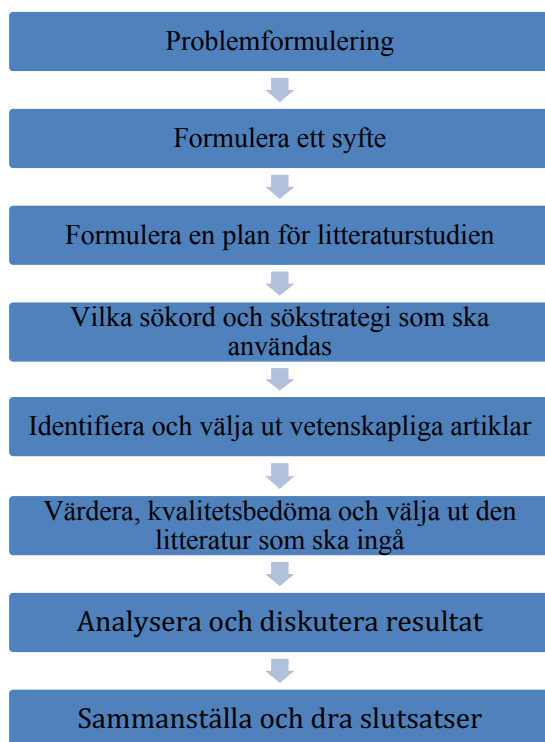 Problemformulering
Formulera ett syfte
Formulera en plan för litteraturstudien
Vilka sökord och sökstrategi som ska
användas
Identifiera och välja ut vetenskapliga artiklar
Värdera, kvalitetsbedöma och välja ut den
litteratur som ska ingå
Analysera och diskutera resultat
Sammanställa och dra slutsatser